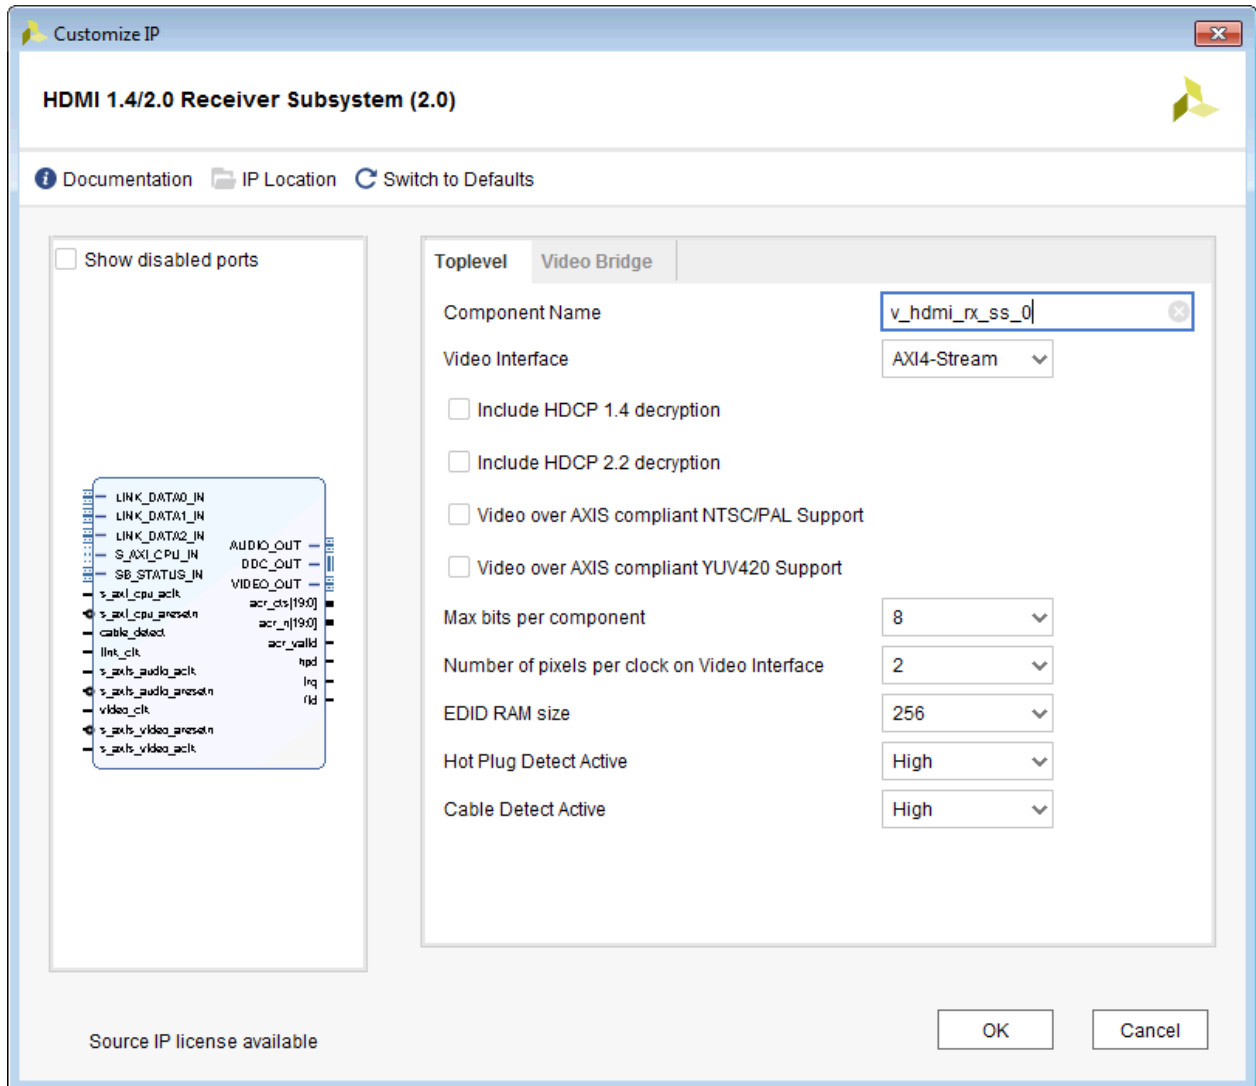 Customize IP
HDMI 1.4/2.0 Receiver Subsystem (2.0)
Documentation IP Location Switch to Defaults
Show disabled ports
LINK_DATA0_IN
LINK_DATA1_IN
LINK_DATA2_IN
S_AXI_CPU_IN
SB_STATUS_IN
s_axi_cpu_aclk
s_axi_cpu_aresetn
cable_detect
link_clk
s_axis_audio_aclk
s_axis_audio_aresetn
video_clk
s_axis_video_aresetn
s_axis_video_aclk
AUDIO_OUT
DDC_OUT
VIDEO_OUT
acr_cts[19:0]
acr_n[19:0]
acr_valid
hpd
irq
fid
Toplevel Video Bridge
Component Name v_hdmi_rx_ss_0
Video Interface AXI4-Stream
Include HDCP 1.4 decryption
Include HDCP 2.2 decryption
Video over AXIS compliant NTSC/PAL Support
Video over AXIS compliant YUV420 Support
Max bits per component 8
Number of pixels per clock on Video Interface 2
EDID RAM size 256
Hot Plug Detect Active High
Cable Detect Active High
Source IP license available
OK Cancel